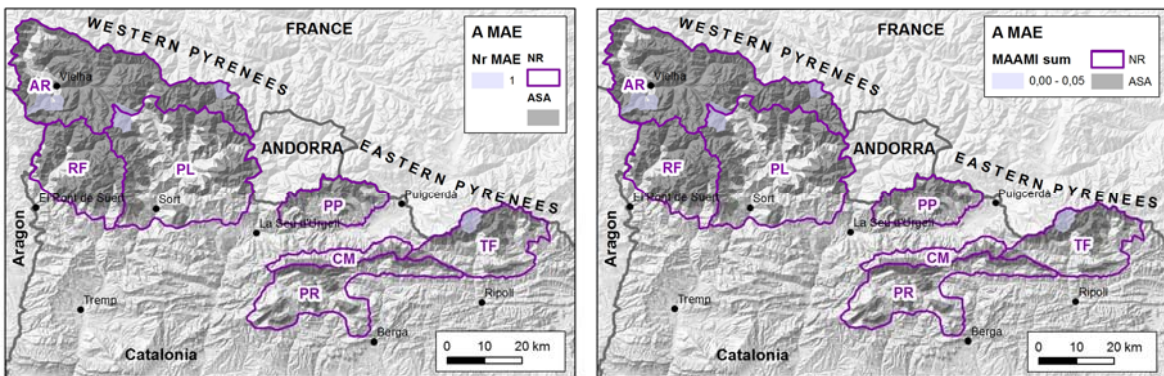 FRANCE
WESTERN PYRENEES
A MAE
Nr MAE
NR
1
ASA
AR
Vielha
ANDORRA
EASTERN PYRENEES
RF
PL
El Pont de Suert
Sort
PP
Puigcerdà
La Seu d'Urgell
Aragon
TF
CM
PR
Ripoll
Tremp
Berga
Catalonia
0 10 20 km
FRANCE
WESTERN PYRENEES
A MAE
MAAMI sum
NR
0,00 - 0,05
ASA
AR
Vielha
ANDORRA
EASTERN PYRENEES
RF
PL
El Pont de Suert
Sort
PP
Puigcerdà
La Seu d'Urgell
Aragon
TF
CM
PR
Ripoll
Tremp
Berga
Catalonia
0 10 20 km